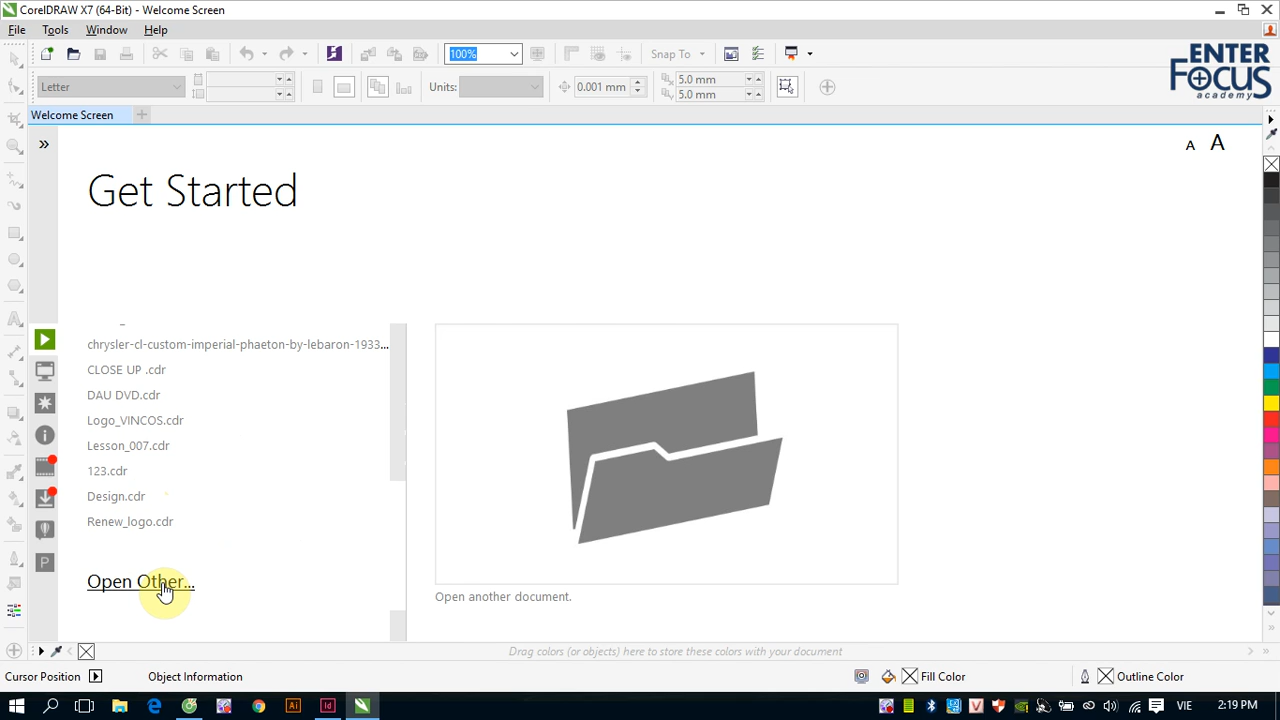 CorelDRAW X7 (64-Bit) - Welcome Screen
File Tools Window Help
100% Snap To
ENTER
FOCUS
academy
Letter Units: 0.001 mm 5.0 mm
5.0 mm
Welcome Screen
A A
Get Started
chrysler-cl-custom-imperial-phaeton-by-lebaron-1933...
CLOSE UP .cdr
DAU DVD.cdr
Logo_VINCOS.cdr
Lesson_007.cdr
123.cdr
Design.cdr
Renew_logo.cdr
Open Other...
Open another document.
Drag colors (or objects) here to store these colors with your document
Cursor Position Object Information Fill Color Outline Color
Ai Id VIE 2:19 PM